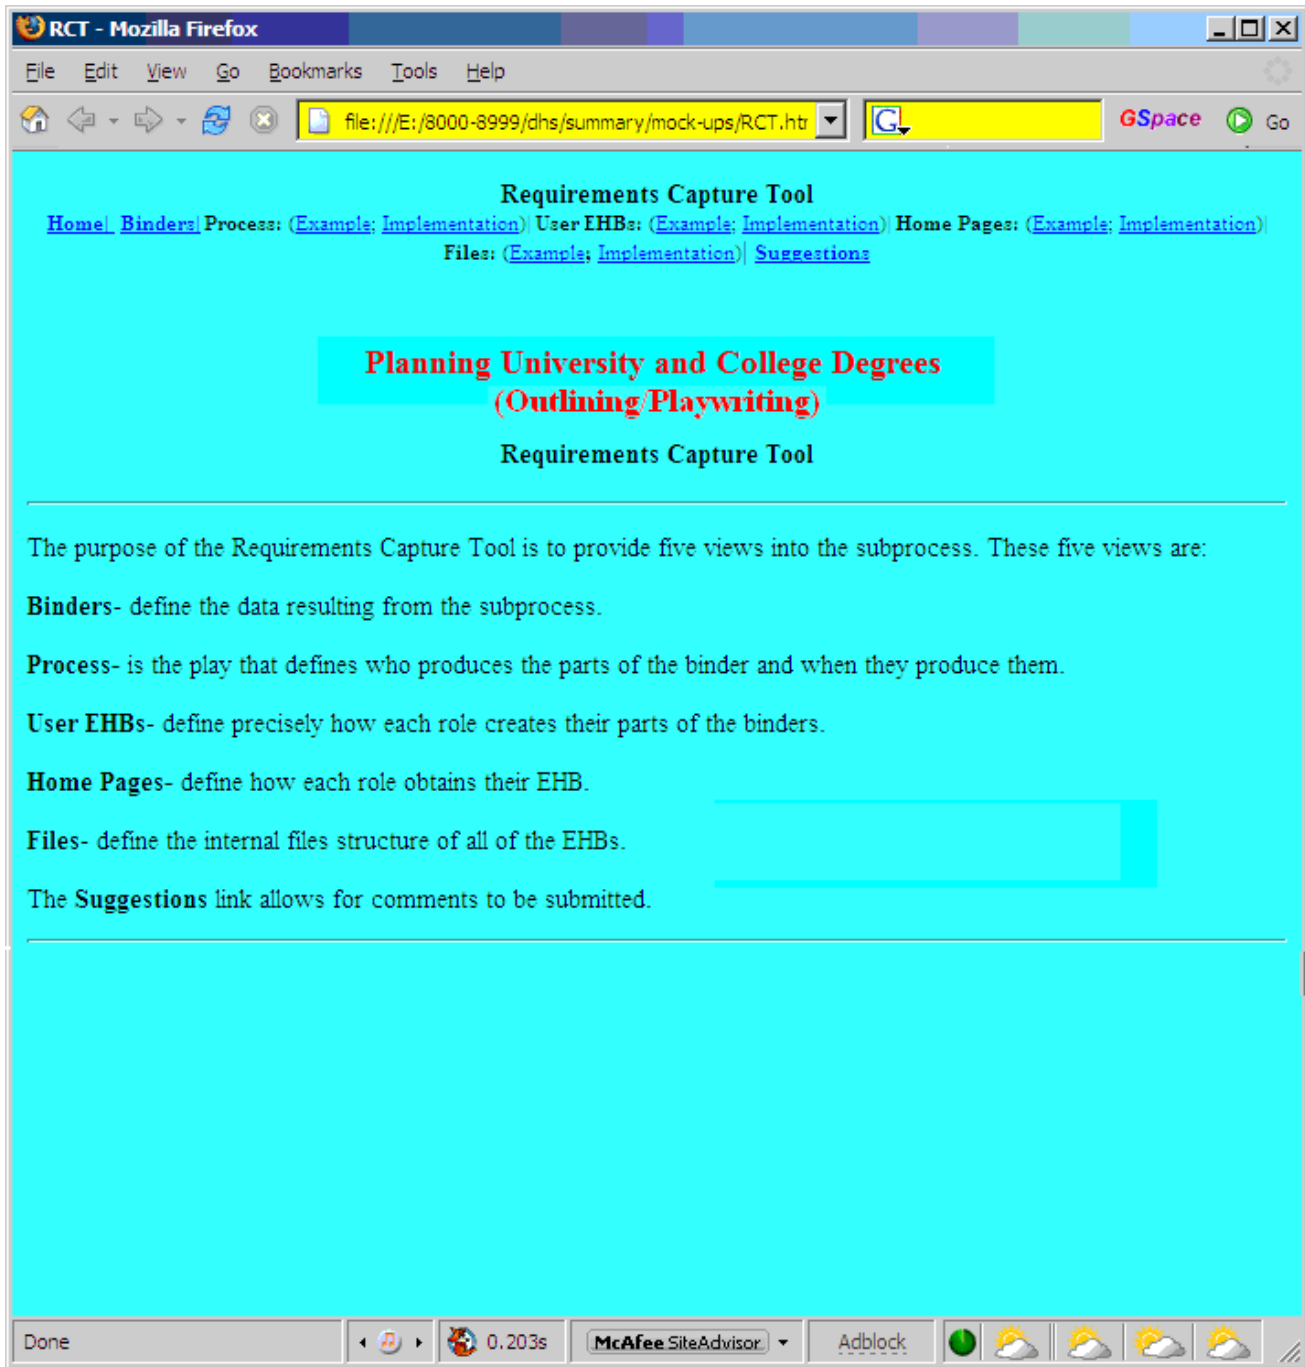 RCT - Mozilla Firefox
File Edit View Go Bookmarks Tools Help
file:///E:/8000-8999/dhs/summary/mock-ups/RCT.htr G GSpace Go
Requirements Capture Tool
Home| Binders| Process: (Example; Implementation)| User EHBs: (Example; Implementation)| Home Pages: (Example; Implementation)|
Files: (Example; Implementation)| Suggestions
Planning University and College Degrees
(Outlining/Playwriting)
Requirements Capture Tool
The purpose of the Requirements Capture Tool is to provide five views into the subprocess. These five views are:
Binders- define the data resulting from the subprocess.
Process- is the play that defines who produces the parts of the binder and when they produce them.
User EHBs- define precisely how each role creates their parts of the binders.
Home Pages- define how each role obtains their EHB.
Files- define the internal files structure of all of the EHBs.
The Suggestions link allows for comments to be submitted.
Done 0.203s McAfee SiteAdvisor Adblock